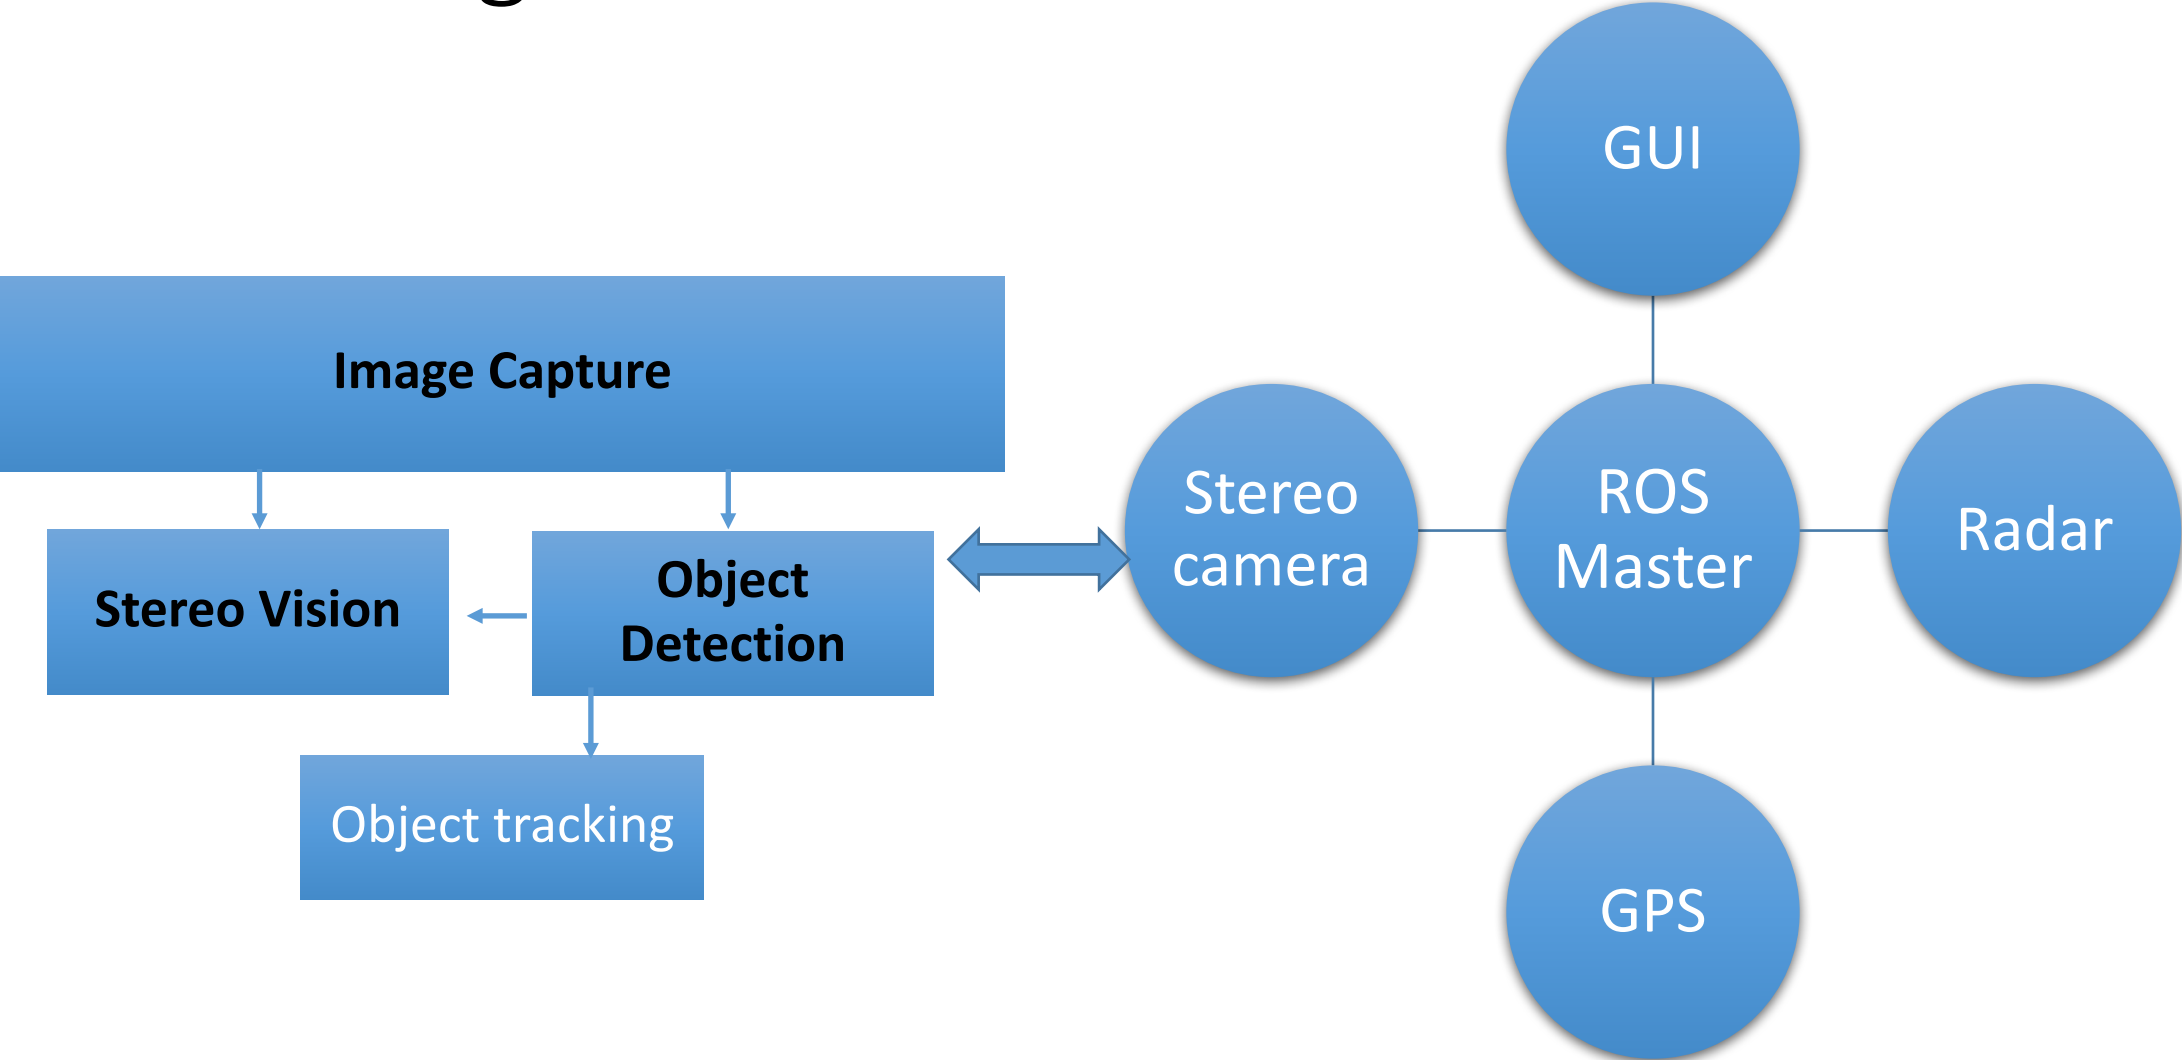 GUI
Image Capture
Stereo
camera
ROS
Master
Radar
Stereo Vision
Object
Detection
Object tracking
GPS